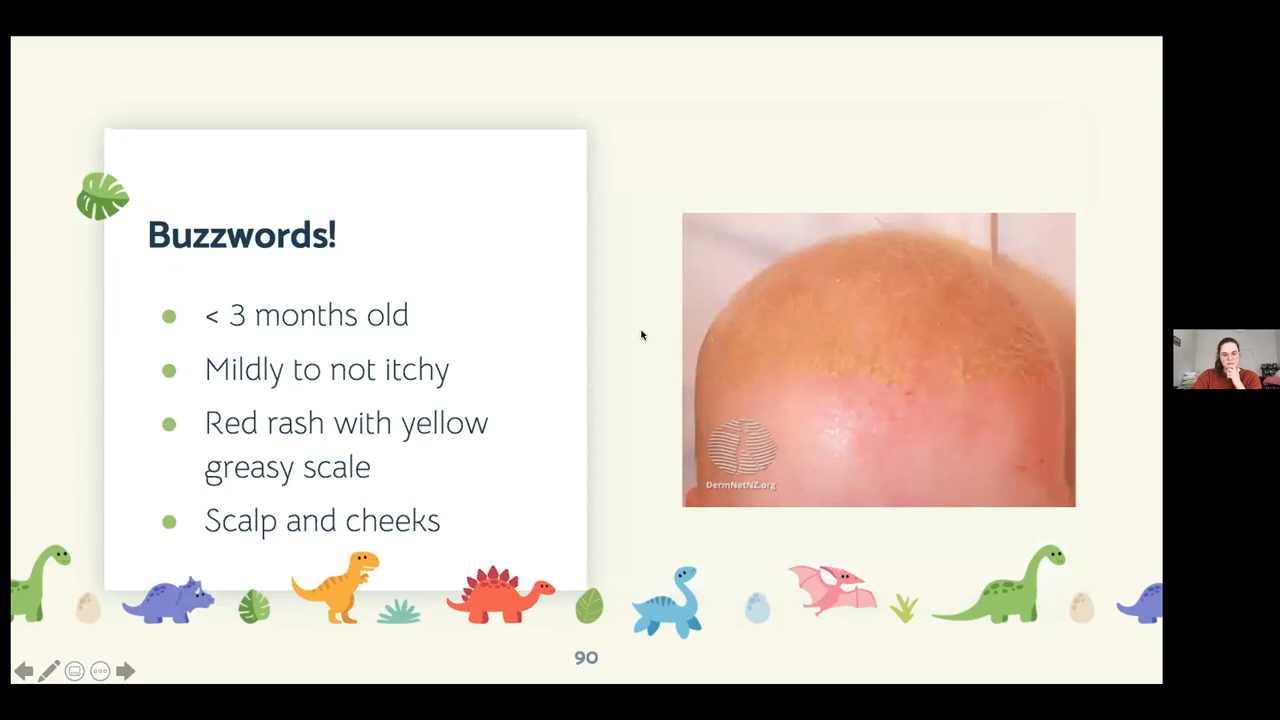 Buzzwords!
< 3 months old
Mildly to not itchy
Red rash with yellow
greasy scale
Scalp and cheeks
DermNetNZ.org
90